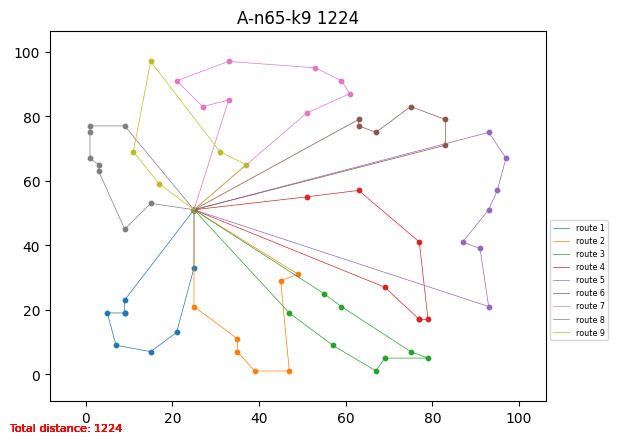 A-n65-k9 1224
100
80
60
40
20
0
0 20 40 60 80 100
route 1
route 2
route 3
route 4
route 5
route 6
route 7
route 8
route 9
Total distance: 1224